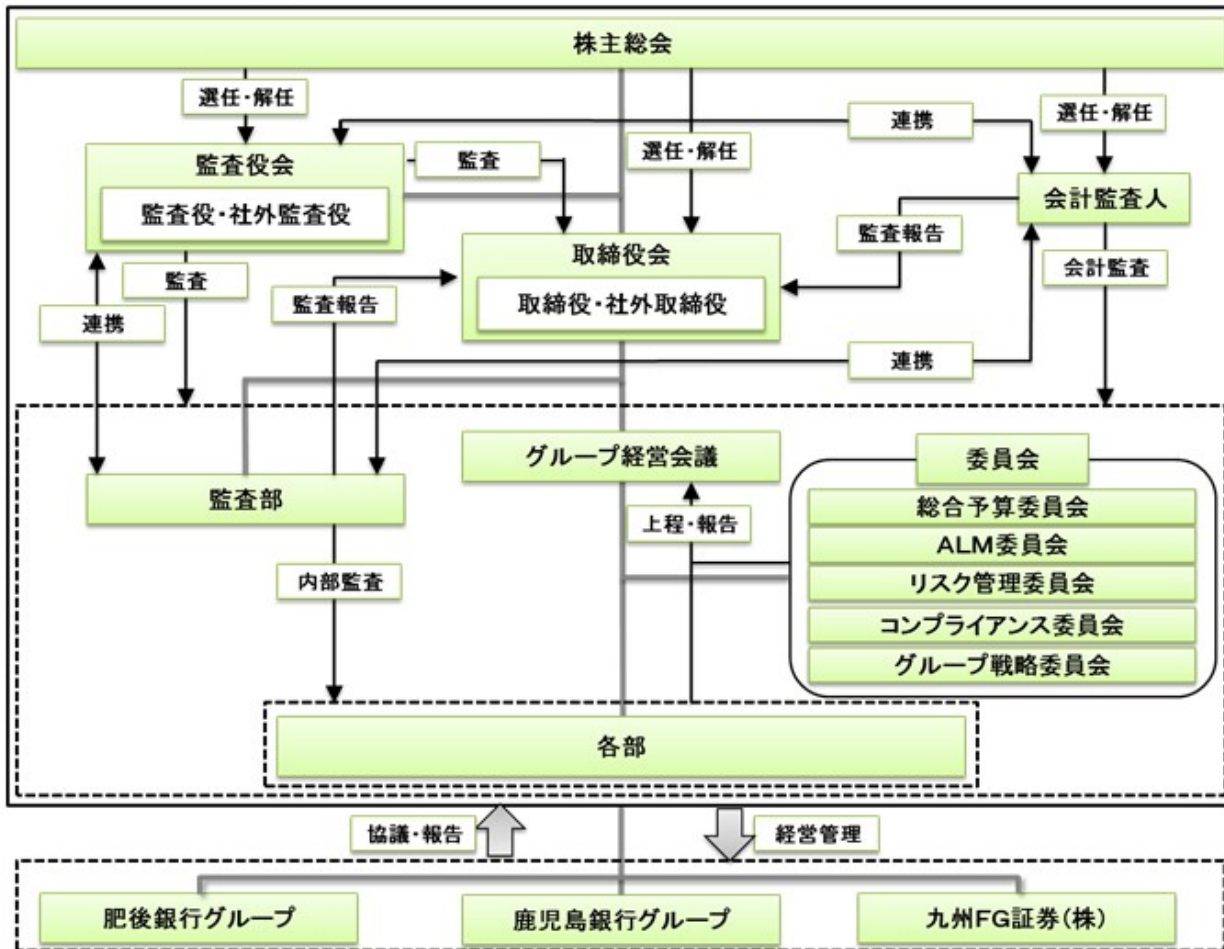 株主総会
選任・解任
選任・解任
連携
選任・解任
監査役会
監査
監査役・社外監査役
会計監査人
監査報告
取締役会
取締役・社外取締役
会計監査
監査
監査報告
連携
連携
グループ経営会議
委員会
監査部
総合予算委員会
上程・報告
ALM委員会
内部監査
リスク管理委員会
コンプライアンス委員会
グループ戦略委員会
各部
協議・報告
経営管理
肥後銀行グループ
鹿児島銀行グループ
九州FG証券(株)